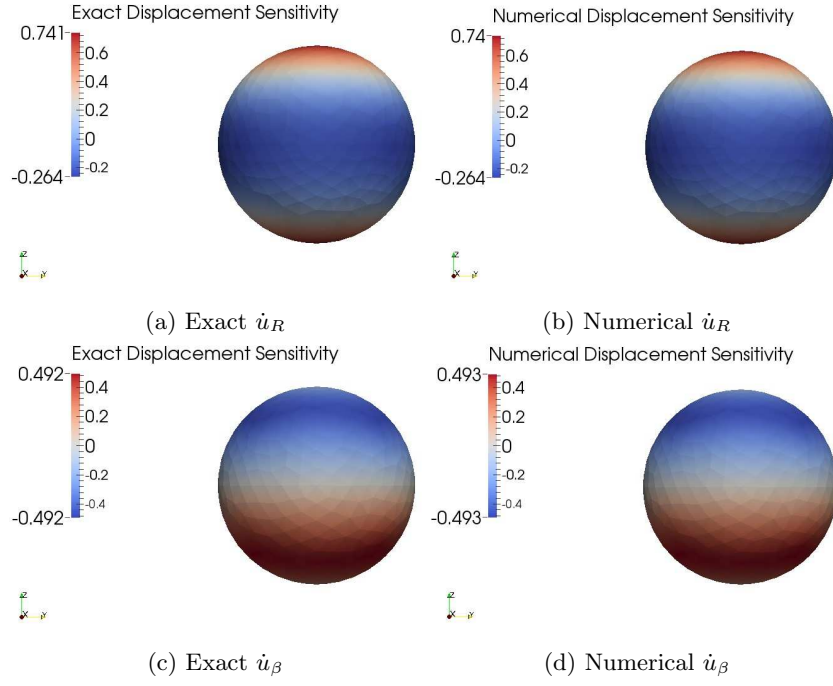 Exact Displacement Sensitivity
0.741
0.6
0.4
0.2
0
-0.2
-0.264
Z
X Y
(a) Exact u̇_R
Numerical Displacement Sensitivity
0.74
0.6
0.4
0.2
0
-0.2
-0.264
Z
X Y
(b) Numerical u̇_R
Exact Displacement Sensitivity
0.492
0.4
0.2
0
-0.2
-0.4
-0.492
Z
X Y
(c) Exact u̇_β
Numerical Displacement Sensitivity
0.493
0.4
0.2
0
-0.2
-0.4
-0.493
Z
X Y
(d) Numerical u̇_β